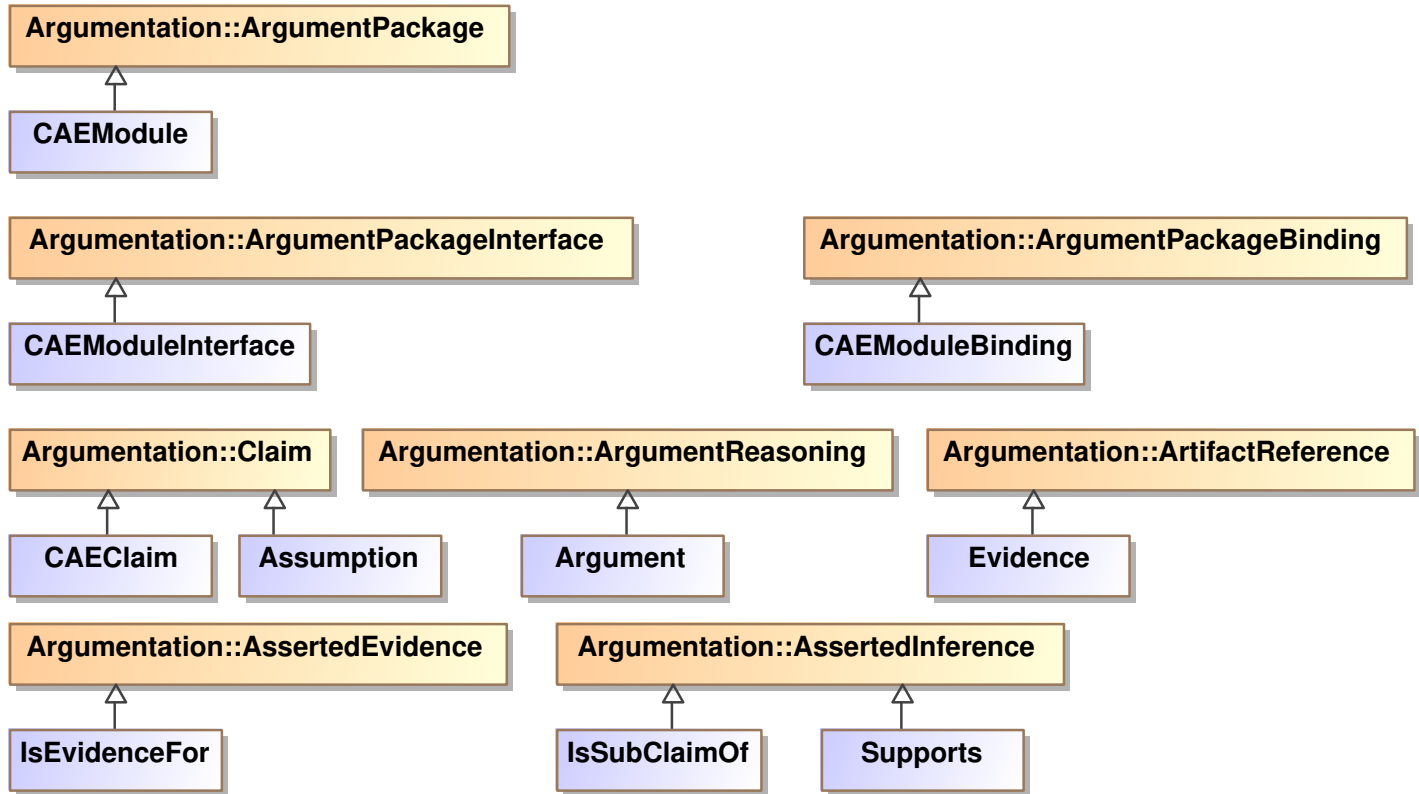 Argumentation::ArgumentPackage
CAEModule
Argumentation::ArgumentPackageInterface
Argumentation::ArgumentPackageBinding
CAEModuleInterface
CAEModuleBinding
Argumentation::Claim
Argumentation::ArgumentReasoning
Argumentation::ArtifactReference
CAEClaim
Assumption
Argument
Evidence
Argumentation::AssertedEvidence
Argumentation::AssertedInference
IsEvidenceFor
IsSubClaimOf
Supports